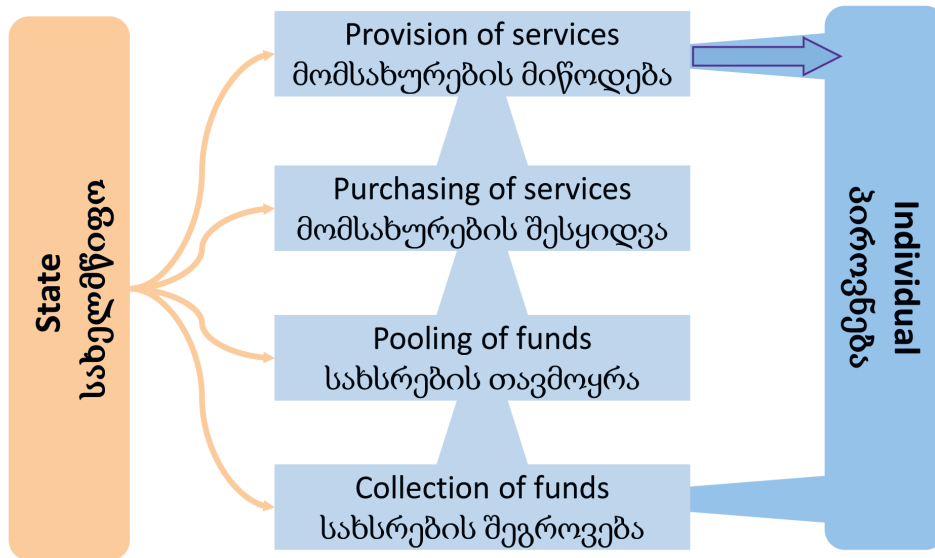 State
სახელმწიფო
Provision of services
მომსახურების მიწოდება
Purchasing of services
მომსახურების შესყიდვა
Pooling of funds
სახსრების თავმოყრა
Collection of funds
სახსრების შეგროვება
Individual
პიროვნება